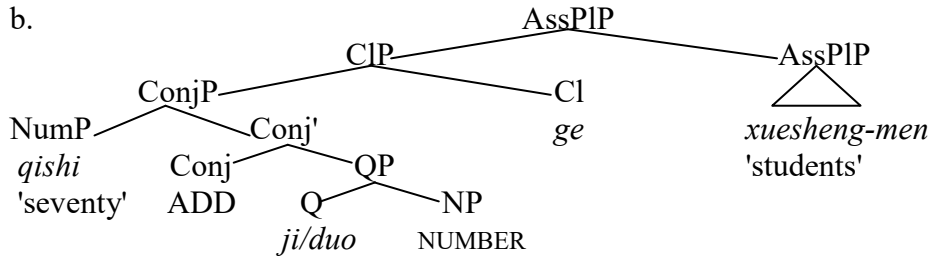 b. AssPlP
ClP AssPlP
ConjP Cl
NumP Conj' ge xuesheng-men
qishi Conj QP 'students'
'seventy' ADD Q NP
ji/duo NUMBER